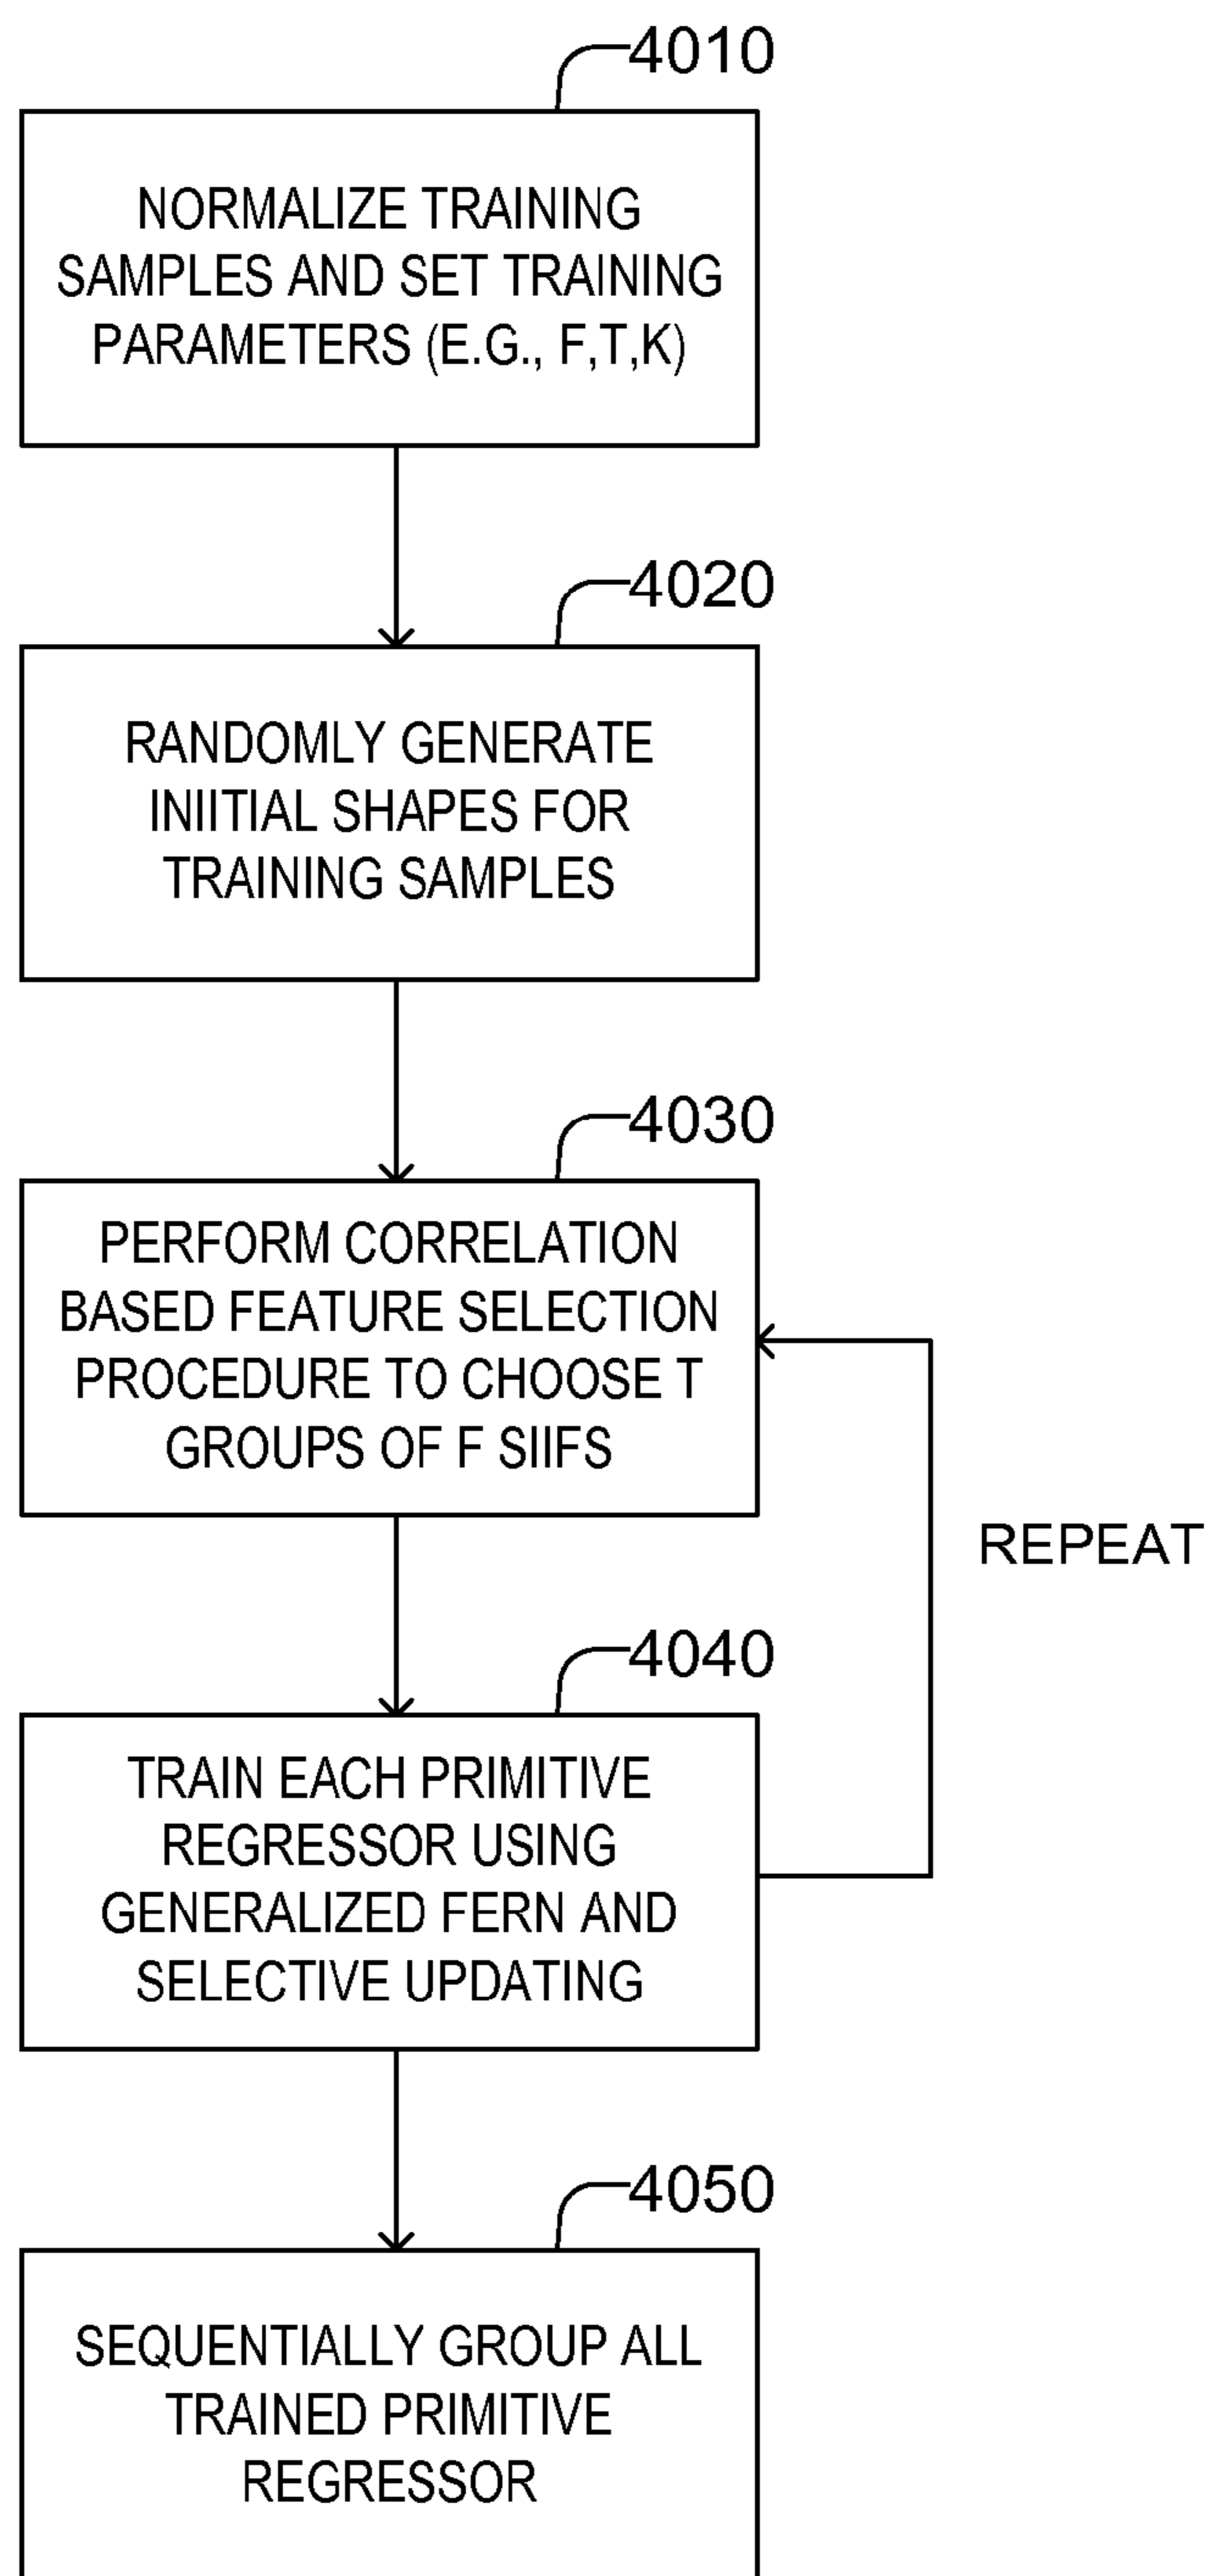 4010
NORMALIZE TRAINING
SAMPLES AND SET TRAINING
PARAMETERS (E.G., F,T,K)
4020
RANDOMLY GENERATE
INIITIAL SHAPES FOR
TRAINING SAMPLES
4030
PERFORM CORRELATION
BASED FEATURE SELECTION
PROCEDURE TO CHOOSE T
GROUPS OF F SIIFS
REPEAT
4040
TRAIN EACH PRIMITIVE
REGRESSOR USING
GENERALIZED FERN AND
SELECTIVE UPDATING
4050
SEQUENTIALLY GROUP ALL
TRAINED PRIMITIVE
REGRESSOR